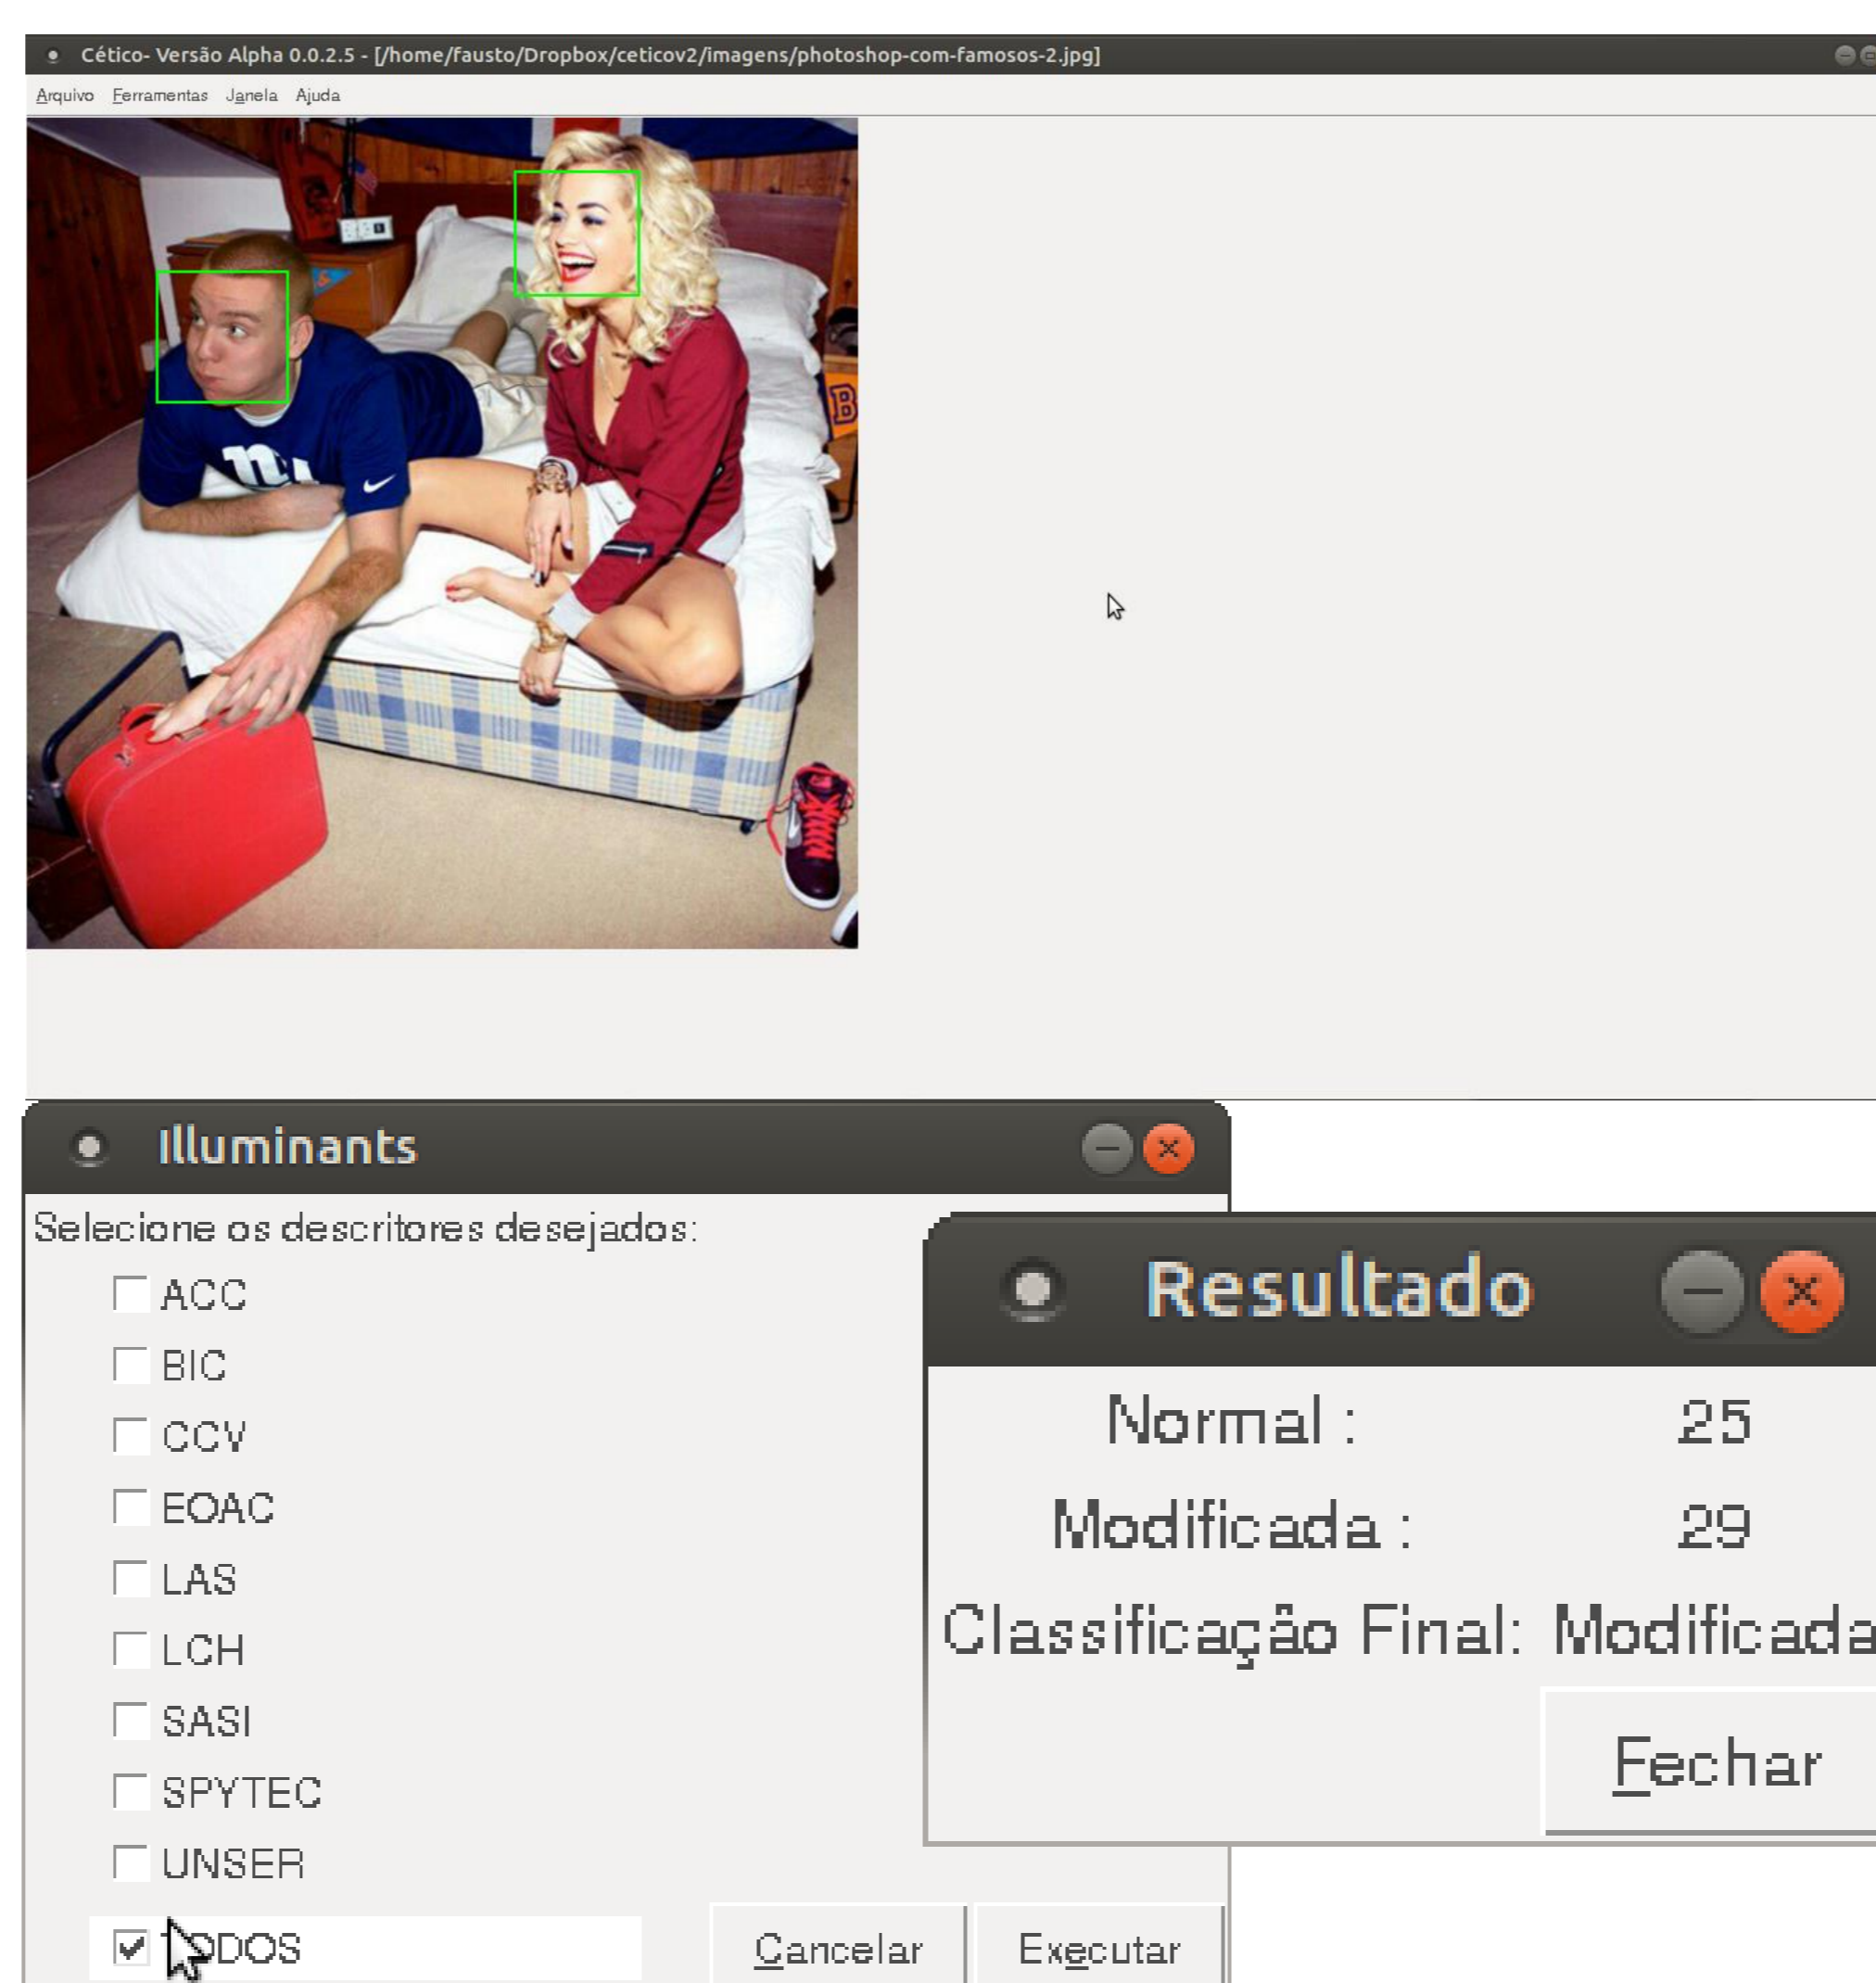 Cético- Versão Alpha 0.0.2.5 - [/home/fausto/Dropbox/ceticov2/imagens/photoshop-com-famosos-2.jpg]
Arquivo Ferramentas Janela Ajuda
B
ny
Illuminants
Selecione os descritores desejados:
ACC
BIC
CCV
EOAC
LAS
LCH
SASI
SPYTEC
UNSER
TODOS
Cancelar Executar
Resultado
Normal : 25
Modificada : 29
Classificação Final: Modificada
Fechar